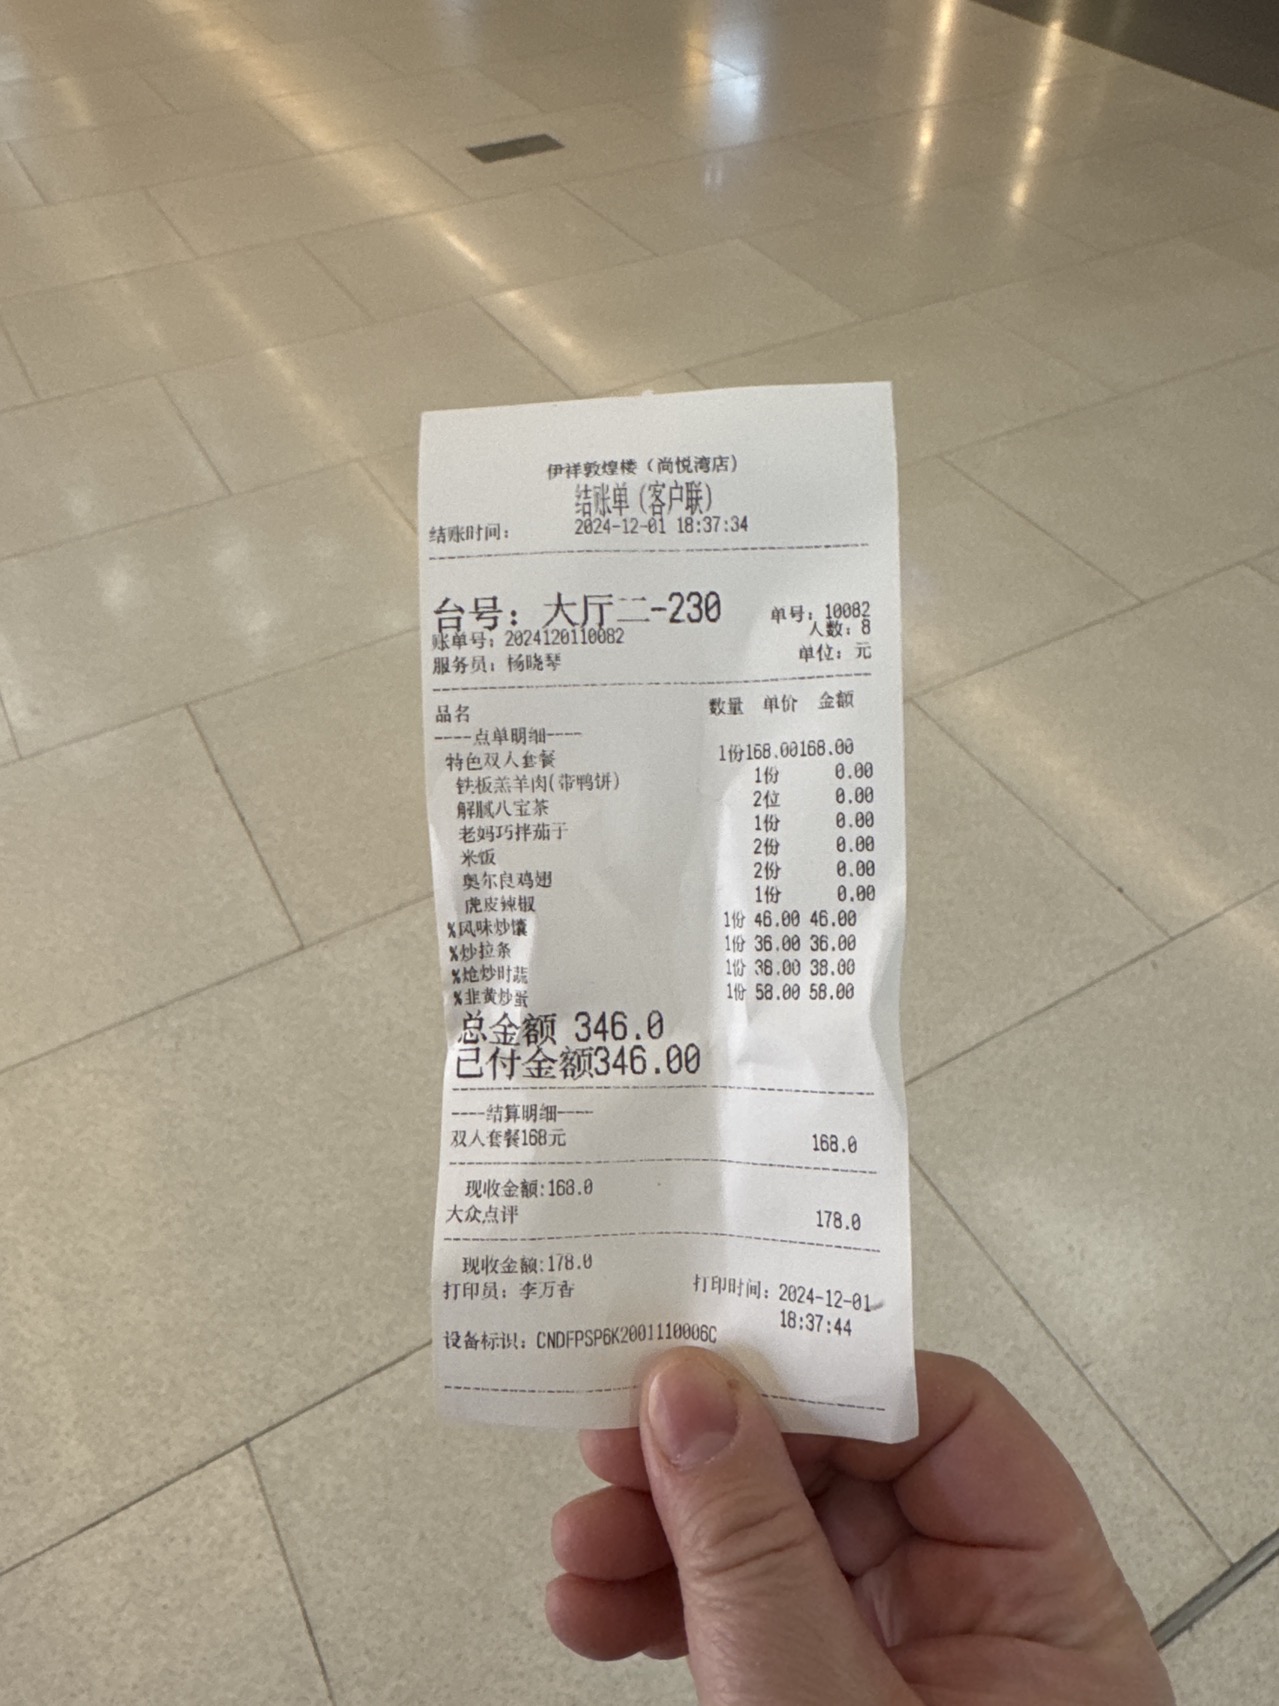 伊祥敦煌楼（尚悦湾店）
结账单（客户联）
结账时间： 2024-12-01 18:37:34
台号：大厅二-230 单号：10082
账单号：2024120110082 人数：8
服务员：杨晓琴 单位：元
品名 数量 单价 金额
----点单明细----
特色双人套餐 1份168.00168.00
铁板羔羊肉(带鸭饼) 1份 0.00
解腻八宝茶 2位 0.00
老妈巧拌茄子 1份 0.00
米饭 2份 0.00
奥尔良鸡翅 2份 0.00
虎皮辣椒 1份 0.00
%风味炒馕 1份 46.00 46.00
%炒拉条 1份 36.00 36.00
%炝炒时蔬 1份 38.00 38.00
%韭黄炒蛋 1份 58.00 58.00
总金额 346.0
已付金额346.00
----结算明细----
双人套餐168元 168.0
现收金额:168.0
大众点评 178.0
现收金额:178.0
打印员：李万香 打印时间：2024-12-01
18:37:44
设备标识：CNDFPSP6K2001110006C